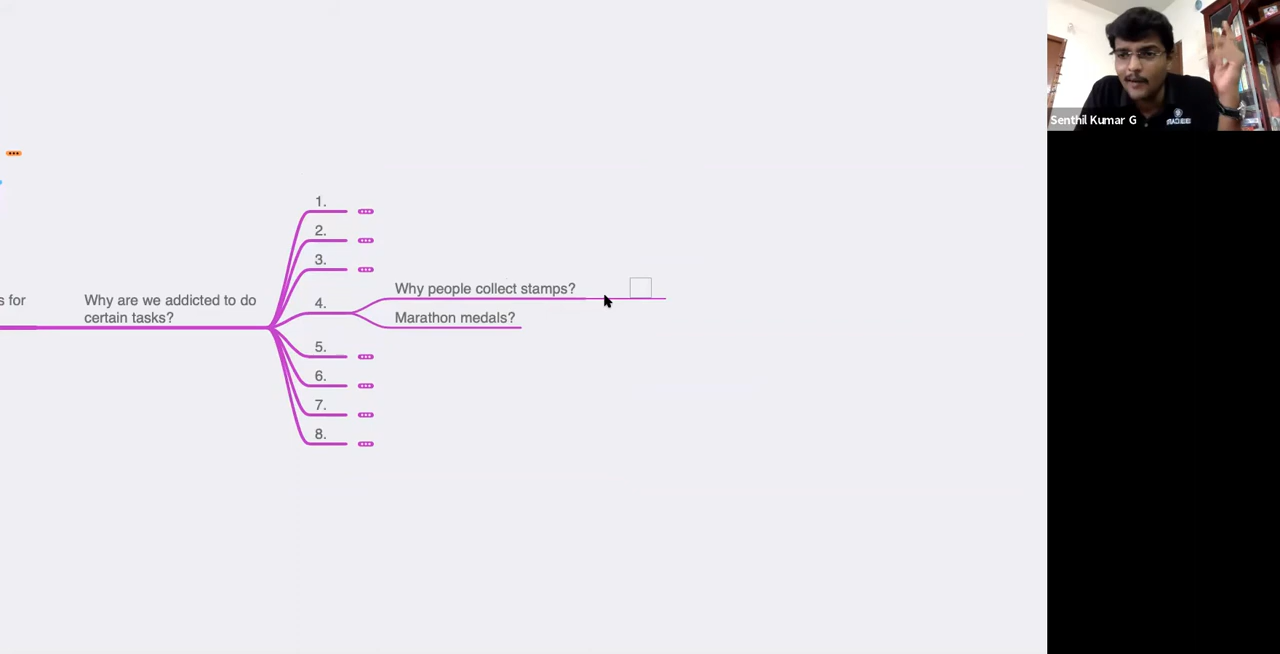 Senthil Kumar G
1.
2.
3.
Why people collect stamps?
s for
Why are we addicted to do
certain tasks?
4.
Marathon medals?
5.
6.
7.
8.